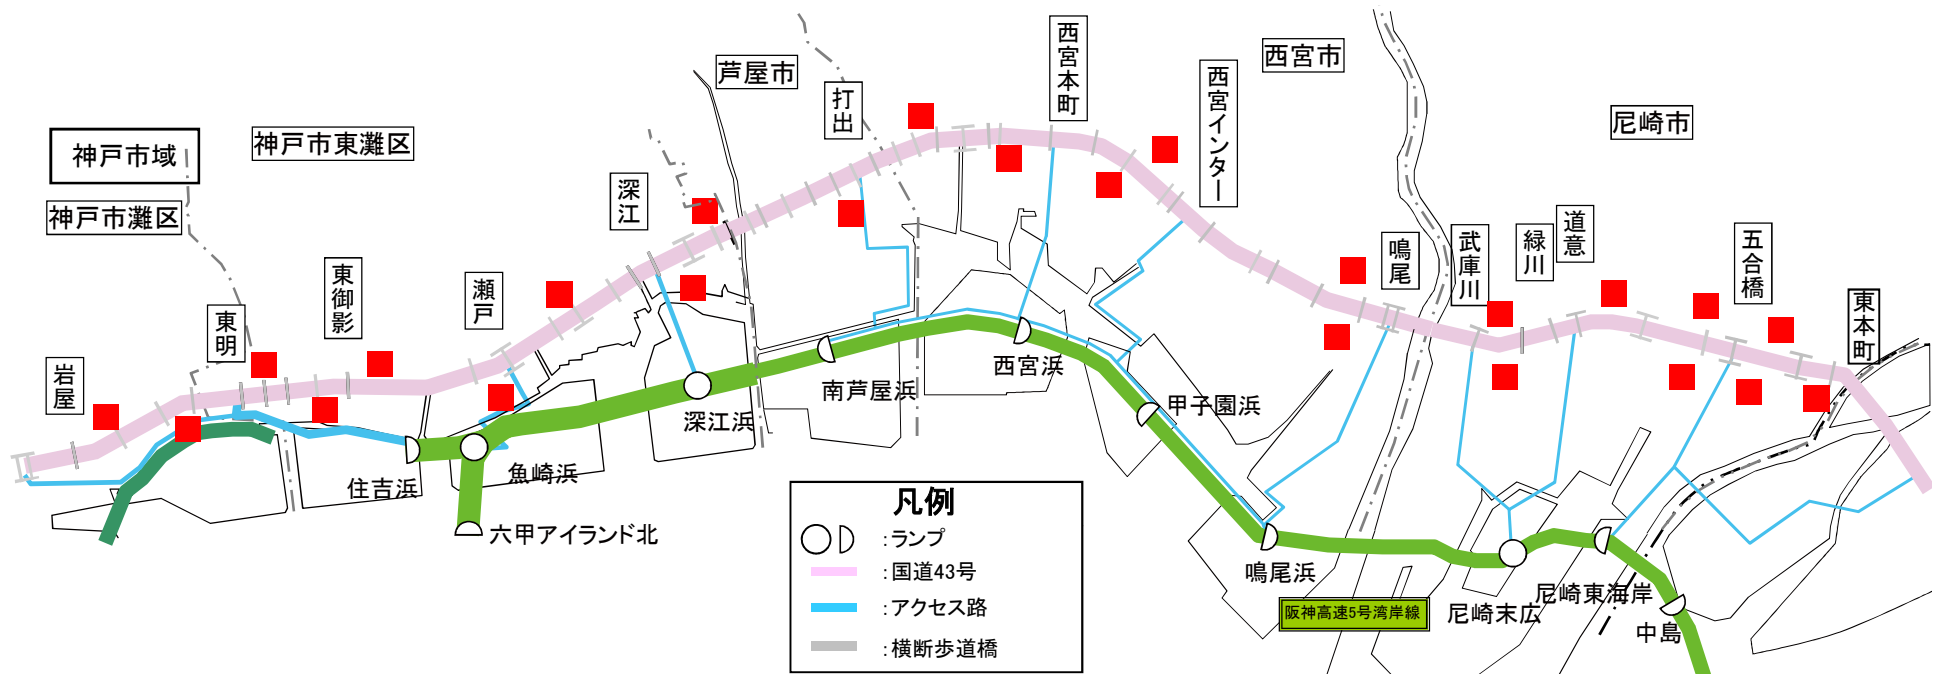 芦屋市
西宮市
尼崎市
神戸市域
神戸市東灘区
神戸市灘区
岩屋
東明
東御影
瀬戸
深江
打出
西宮本町
西宮インター
鳴尾
武庫川
緑川
道意
五合橋
東本町
住吉浜
魚崎浜
六甲アイランド北
深江浜
南芦屋浜
西宮浜
甲子園浜
鳴尾浜
尼崎末広
尼崎東海岸
中島
阪神高速5号湾岸線
凡例
:ランプ
:国道43号
:アクセス路
:横断歩道橋